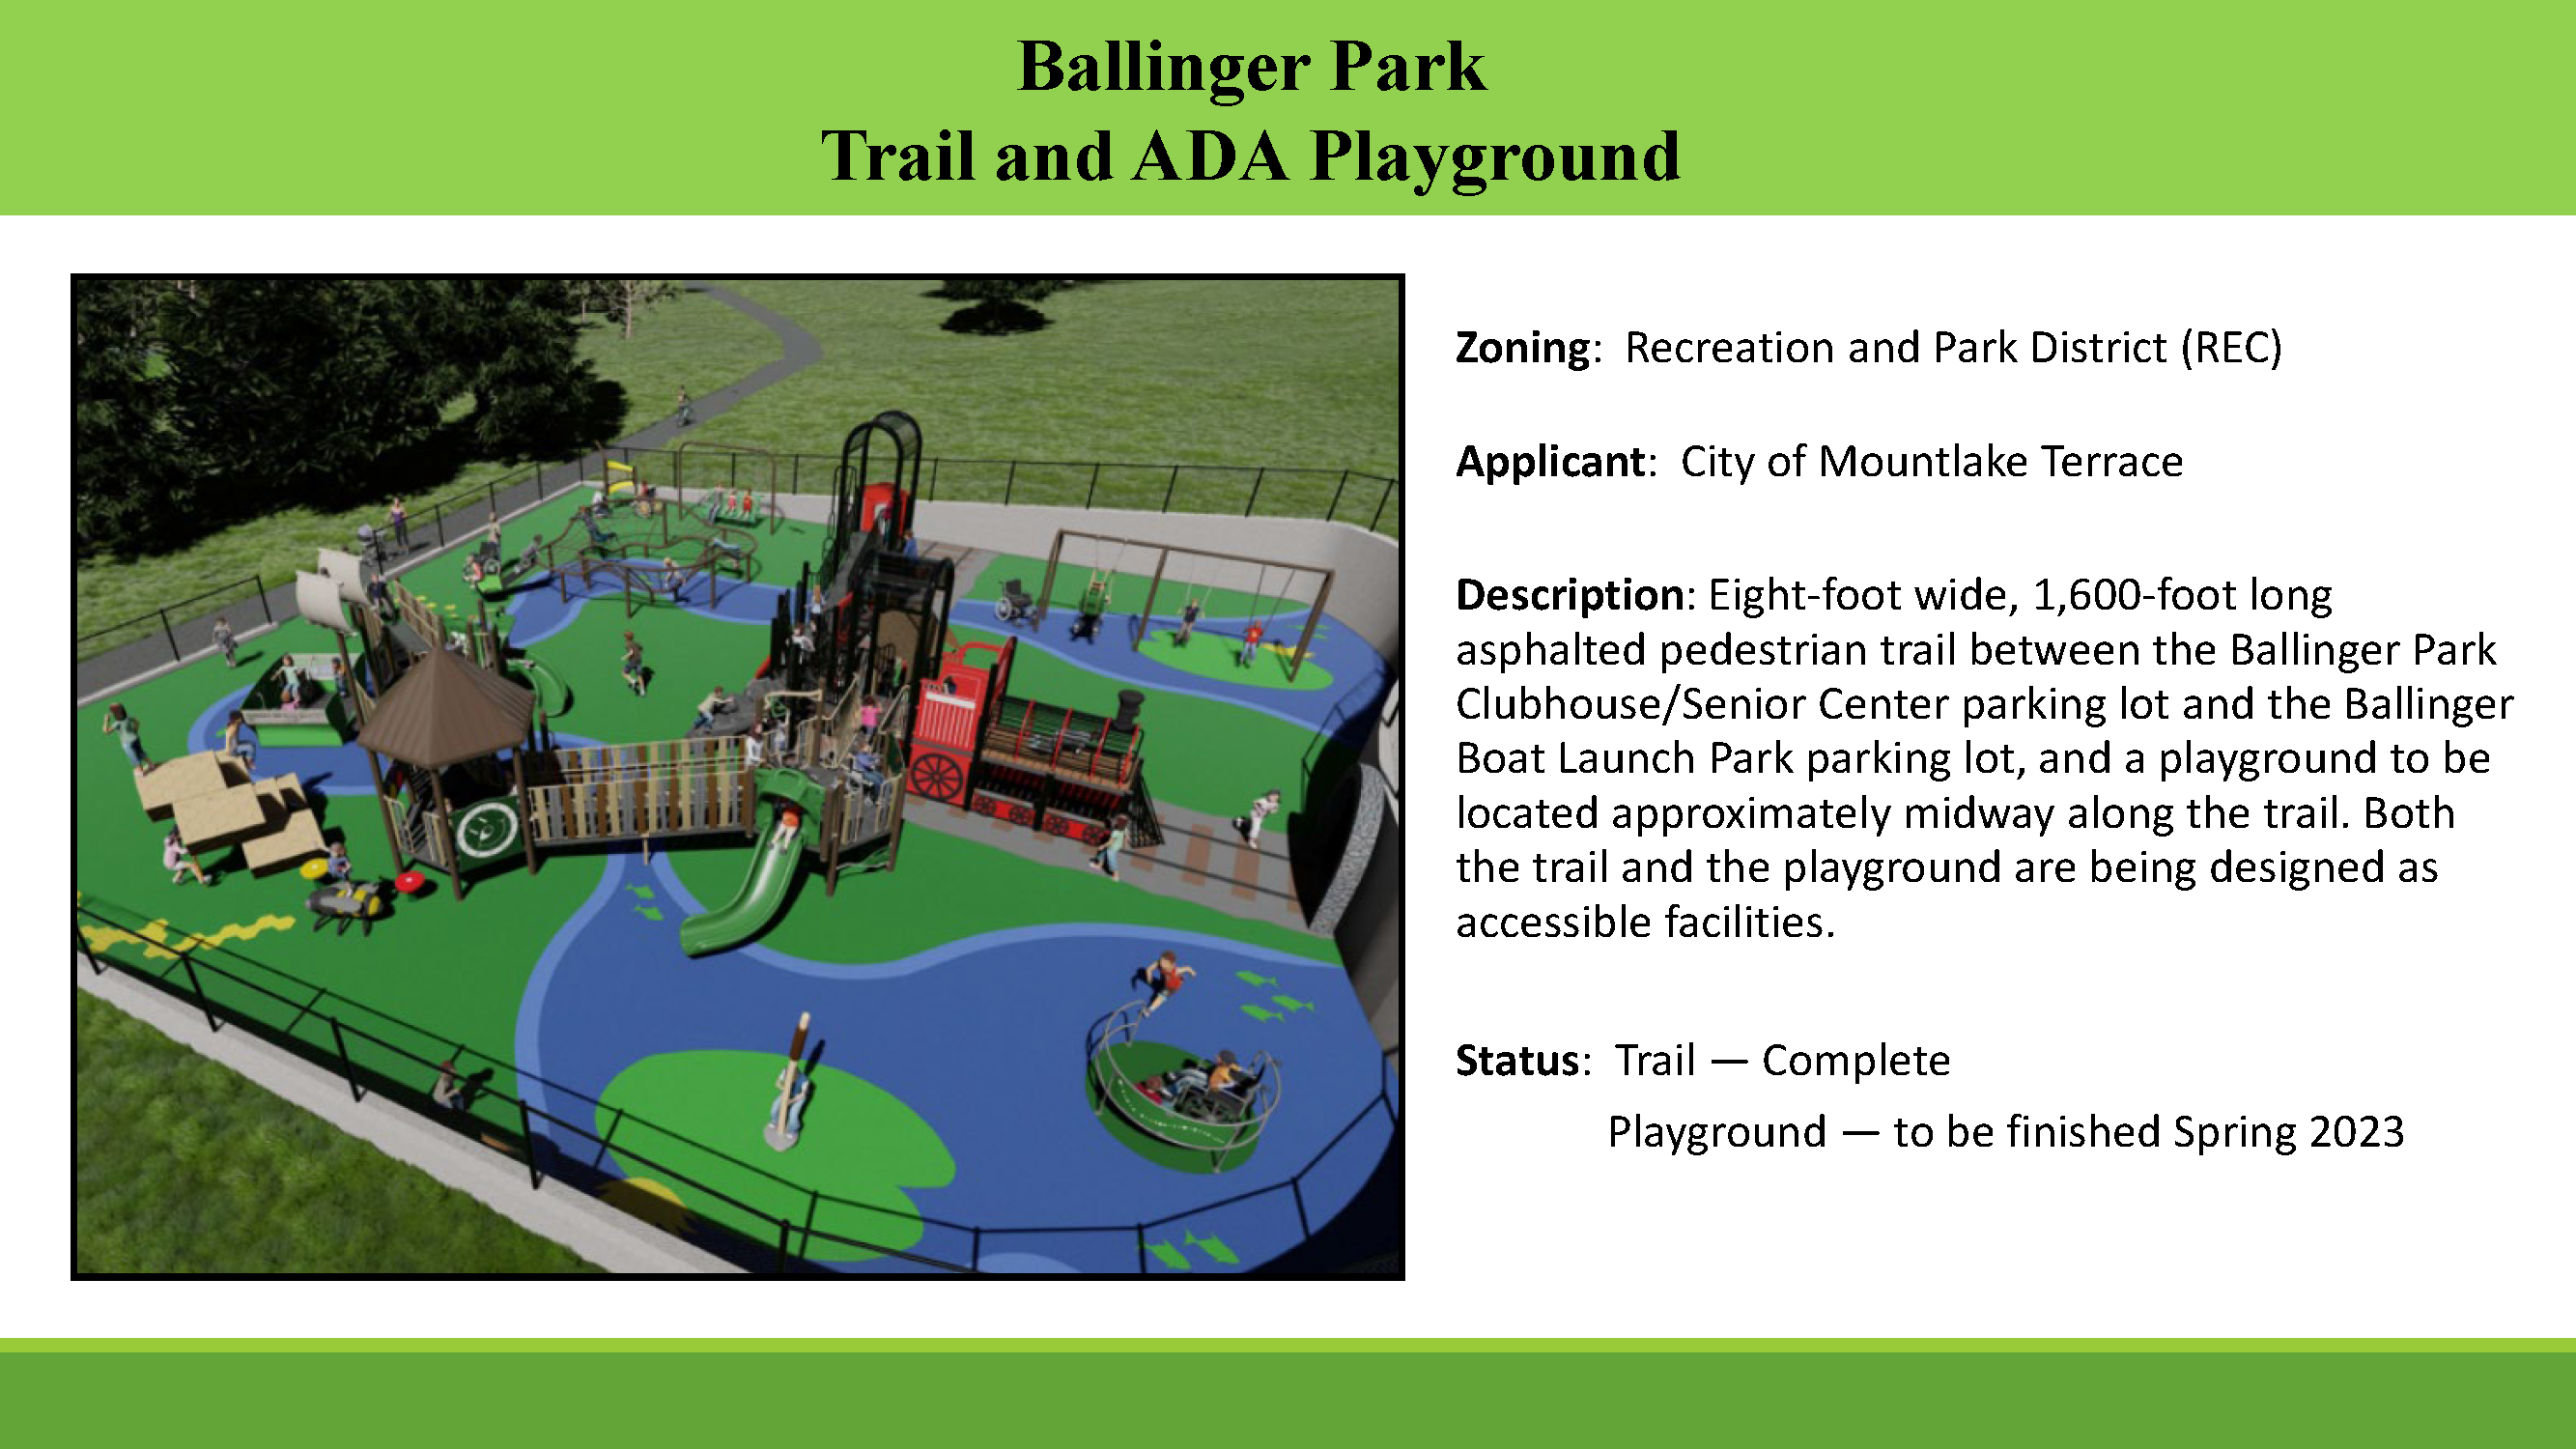 Ballinger Park
Trail and ADA Playground
Zoning: Recreation and Park District (REC)
Applicant: City of Mountlake Terrace
Description: Eight-foot wide, 1,600-foot long
asphalted pedestrian trail between the Ballinger Park
Clubhouse/Senior Center parking lot and the Ballinger
Boat Launch Park parking lot, and a playground to be
located approximately midway along the trail. Both
the trail and the playground are being designed as
accessible facilities.
Status: Trail — Complete
Playground — to be finished Spring 2023